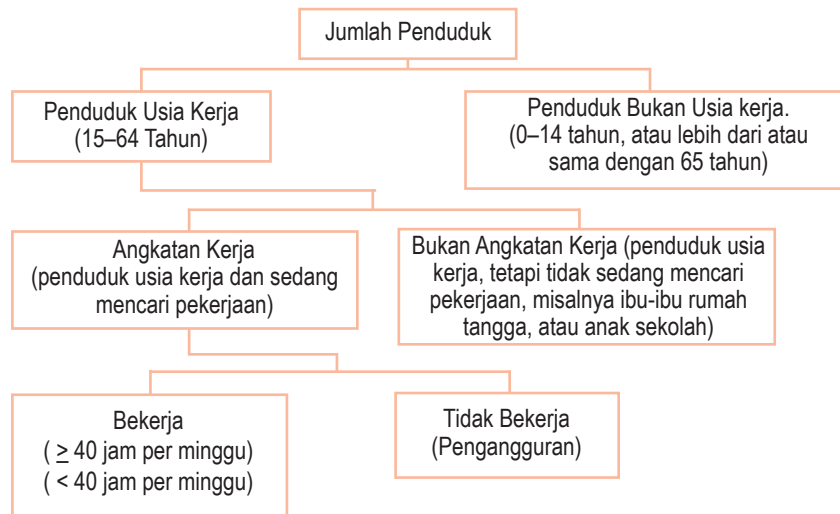 Jumlah Penduduk
Penduduk Usia Kerja
(15–64 Tahun)
Penduduk Bukan Usia kerja.
(0–14 tahun, atau lebih dari atau
sama dengan 65 tahun)
Angkatan Kerja
(penduduk usia kerja dan sedang
mencari pekerjaan)
Bukan Angkatan Kerja (penduduk usia
kerja, tetapi tidak sedang mencari
pekerjaan, misalnya ibu-ibu rumah
tangga, atau anak sekolah)
Bekerja
( ≥ 40 jam per minggu)
( < 40 jam per minggu)
Tidak Bekerja
(Pengangguran)